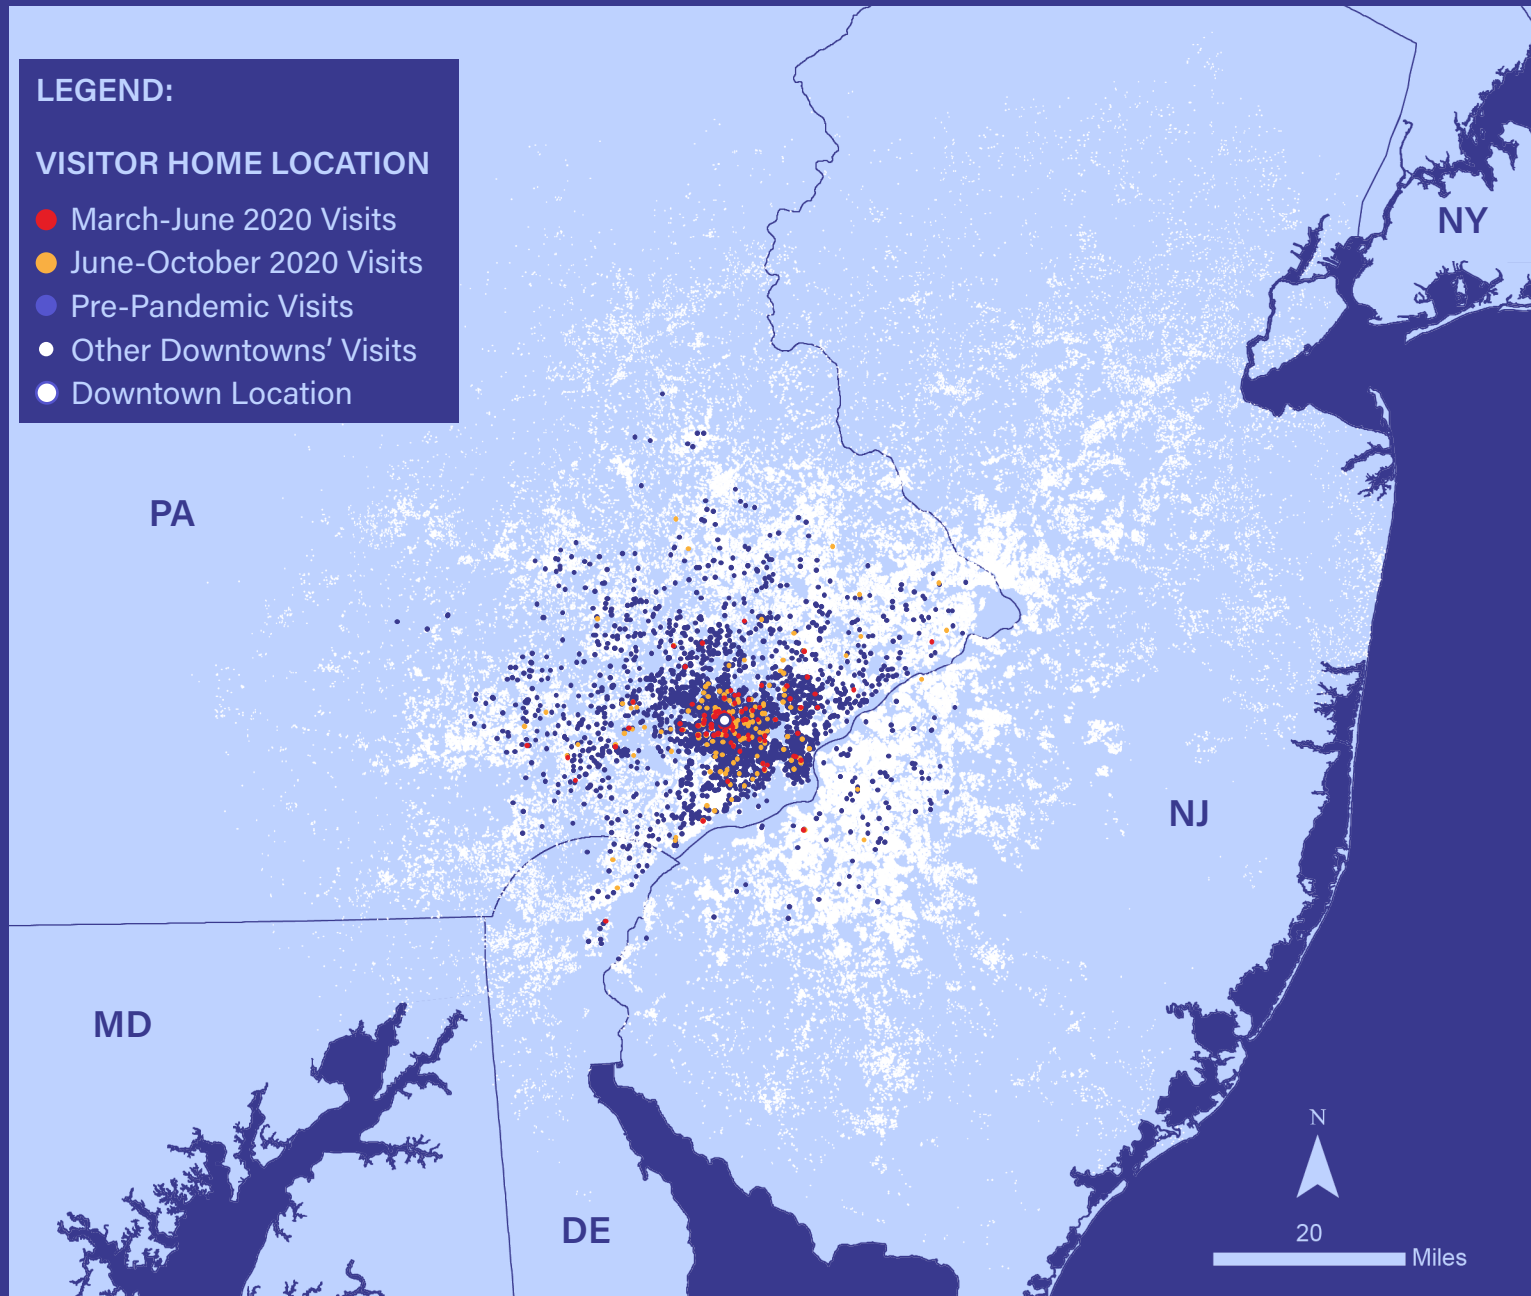 LEGEND:
VISITOR HOME LOCATION
March-June 2020 Visits
June-October 2020 Visits
Pre-Pandemic Visits
Other Downtowns' Visits
Downtown Location
NY
PA
NJ
MD
DE
N
20
Miles